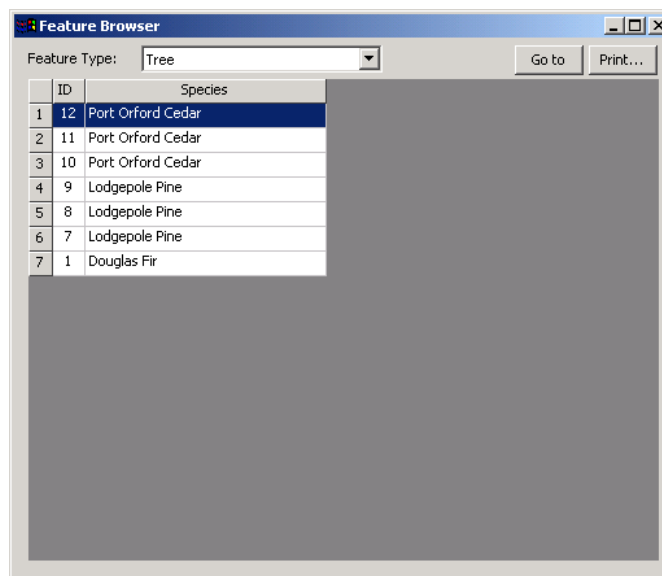 Feature Browser
Feature Type: Tree Go to Print...
ID Species
1 12 Port Orford Cedar
2 11 Port Orford Cedar
3 10 Port Orford Cedar
4 9 Lodgepole Pine
5 8 Lodgepole Pine
6 7 Lodgepole Pine
7 1 Douglas Fir